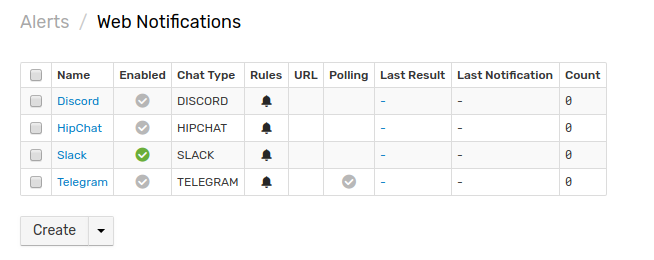 Alerts / Web Notifications
Name Enabled Chat Type Rules URL Polling Last Result Last Notification Count
Discord DISCORD - - 0
HipChat HIPCHAT - - 0
Slack SLACK - - 0
Telegram TELEGRAM - - 0
Create